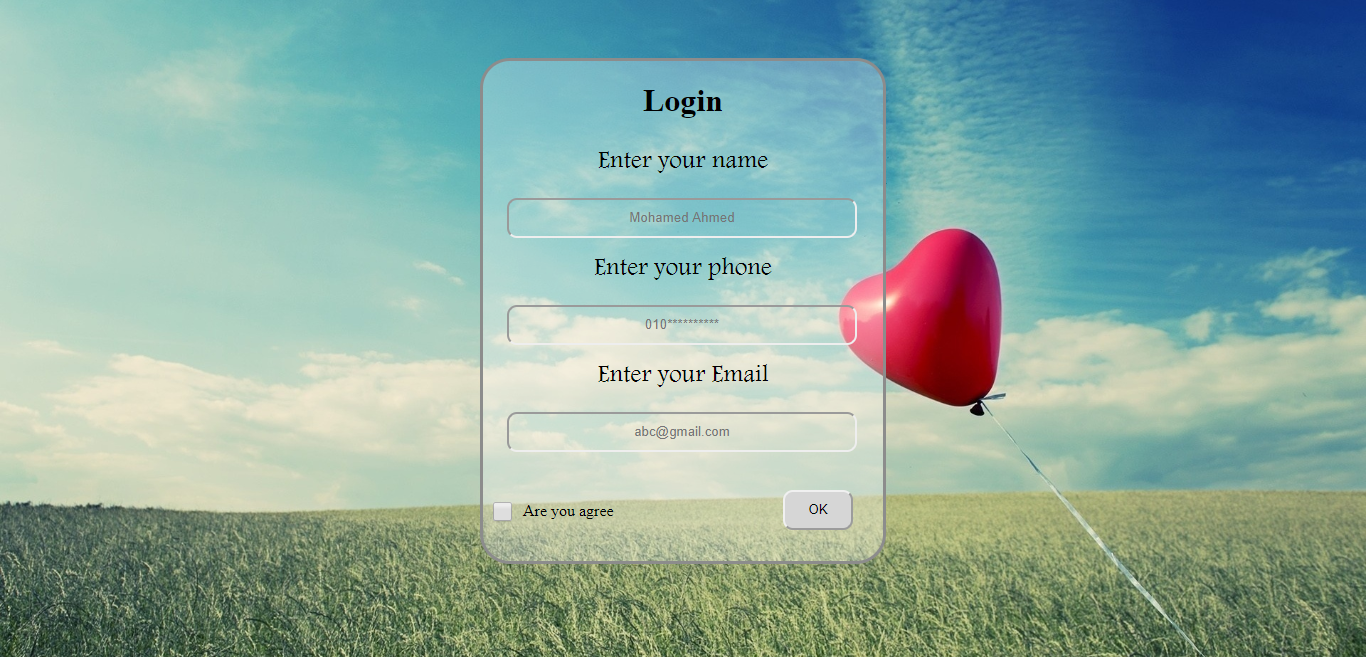 Login
Enter your name
Mohamed Ahmed
Enter your phone
010**********
Enter your Email
abc@gmail.com
Are you agree
OK